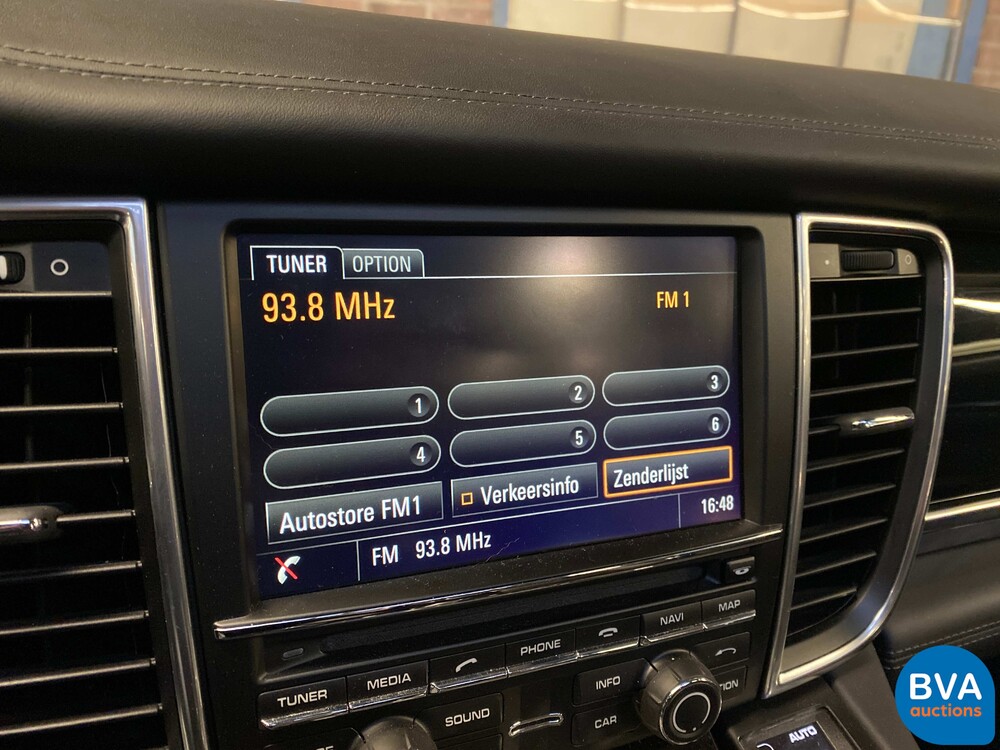 TUNER OPTION
93.8 MHz FM 1
1 2 3
4 5 6
Autostore FM1 Verkeersinfo Zenderlijst
FM 93.8 MHz 16:48
TUNER MEDIA PHONE NAVI MAP
SOUND INFO
CAR
AUTO
BVA
auctions